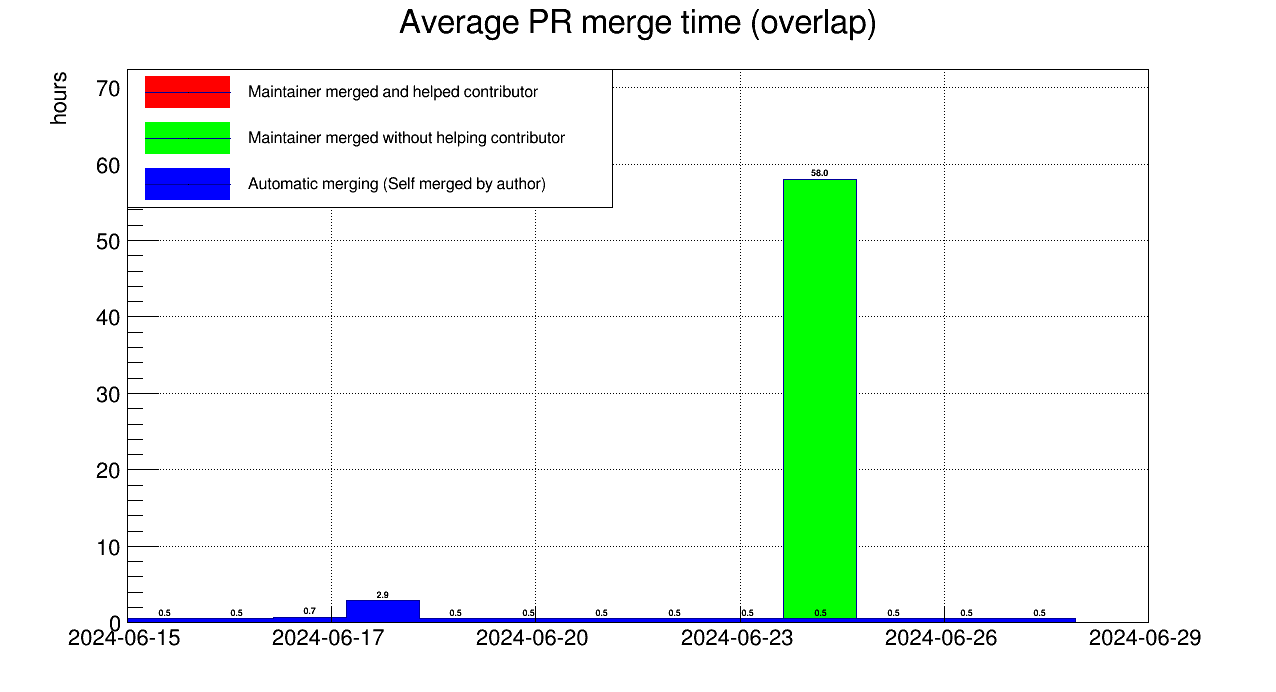 Average PR merge time (overlap)
hours
70
60
50
40
30
20
10
0
Maintainer merged and helped contributor
Maintainer merged without helping contributor
Automatic merging (Self merged by author)
58.0
0.5 0.5 0.7 2.9 0.5 0.5 0.5 0.5 0.5 0.5 0.5 0.5 0.5
2024-06-15 2024-06-17 2024-06-20 2024-06-23 2024-06-26 2024-06-29